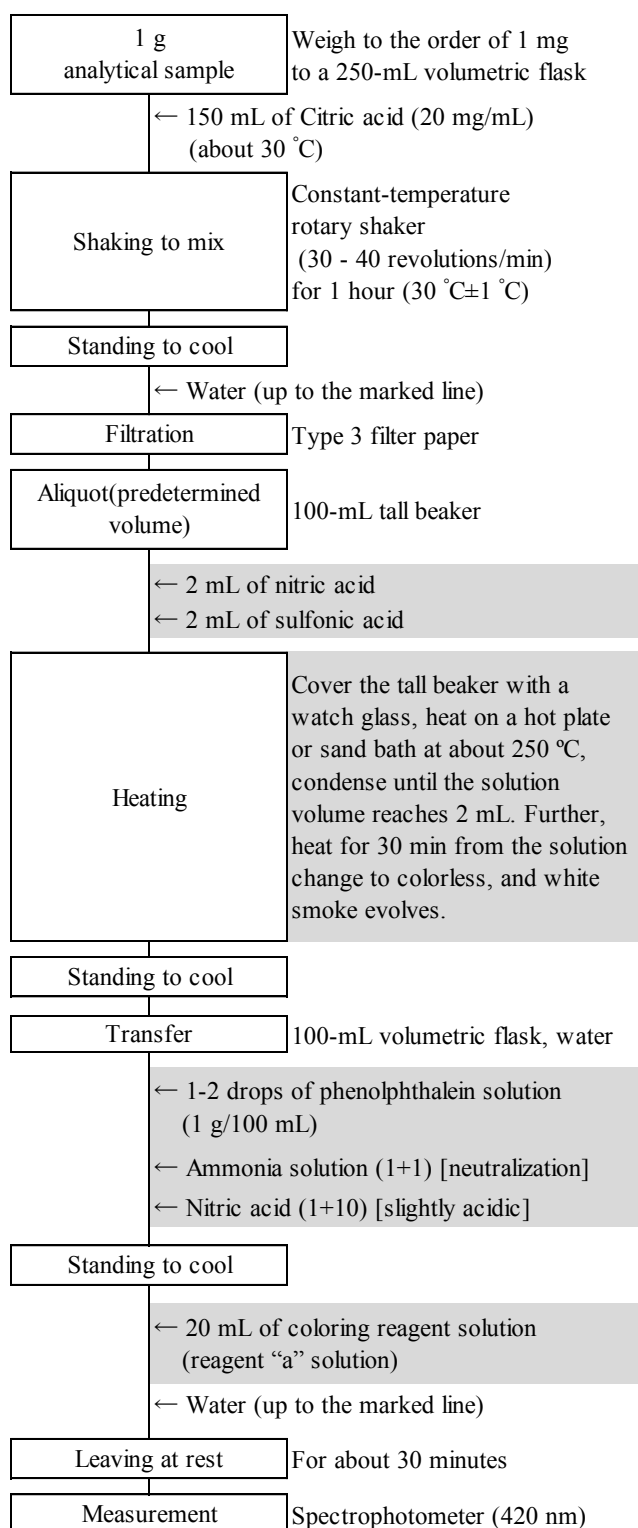 1 g
analytical sample
Weigh to the order of 1 mg
to a 250-mL volumetric flask
← 150 mL of Citric acid (20 mg/mL)
(about 30 ˚C)
Shaking to mix
Constant-temperature
rotary shaker
(30 - 40 revolutions/min)
for 1 hour (30 ˚C±1 ˚C)
Standing to cool
← Water (up to the marked line)
Filtration
Type 3 filter paper
Aliquot(predetermined
volume)
100-mL tall beaker
← 2 mL of nitric acid
← 2 mL of sulfonic acid
Heating
Cover the tall beaker with a
watch glass, heat on a hot plate
or sand bath at about 250 ºC,
condense until the solution
volume reaches 2 mL. Further,
heat for 30 min from the solution
change to colorless, and white
smoke evolves.
Standing to cool
Transfer
100-mL volumetric flask, water
← 1-2 drops of phenolphthalein solution
(1 g/100 mL)
← Ammonia solution (1+1) [neutralization]
← Nitric acid (1+10) [slightly acidic]
Standing to cool
← 20 mL of coloring reagent solution
(reagent “a” solution)
← Water (up to the marked line)
Leaving at rest
For about 30 minutes
Measurement
Spectrophotometer (420 nm)